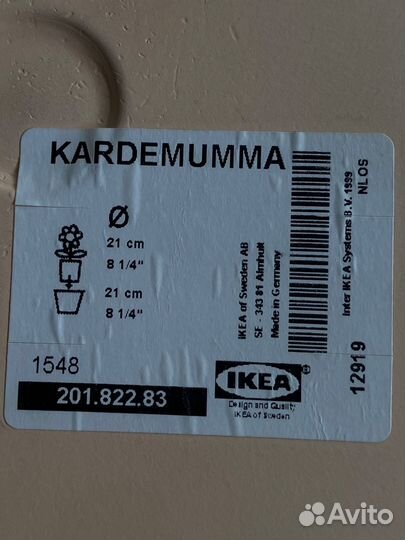 KARDEMUMMA
Ø
21 cm
8 1/4"
21 cm
8 1/4"
1548
201.822.83
IKEA of Sweden AB
SE - 343 81 Älmhult
Made in Germany
Inter IKEA Systems B.V. 1999
NLOS
12919
IKEA®
Design and Quality
IKEA of Sweden
Avito